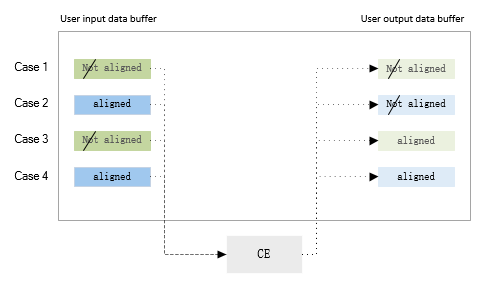 User input data buffer User output data buffer
Case 1 Not aligned Not aligned
Case 2 aligned Not aligned
Case 3 Not aligned aligned
Case 4 aligned aligned
CE